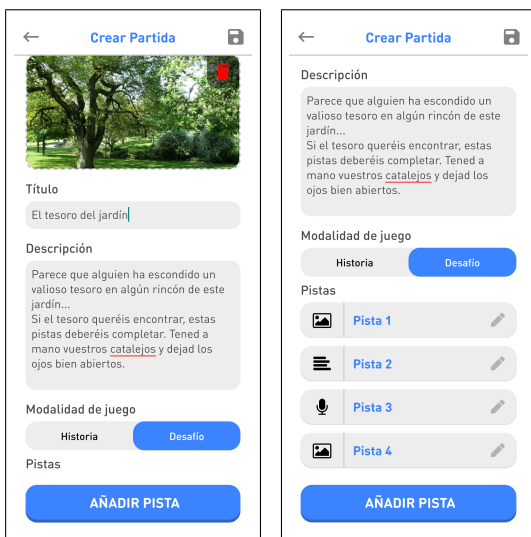 Crear Partida
Título
El tesoro del jardín
Descripción
Parece que alguien ha escondido un
valioso tesoro en algún rincón de este
jardín...
Si el tesoro queréis encontrar, estas
pistas deberéis completar. Tened a
mano vuestros catalejos y dejad los
ojos bien abiertos.
Modalidad de juego
Historia
Desafío
Pistas
AÑADIR PISTA
Crear Partida
Descripción
Parece que alguien ha escondido un
valioso tesoro en algún rincón de este
jardín...
Si el tesoro queréis encontrar, estas
pistas deberéis completar. Tened a
mano vuestros catalejos y dejad los
ojos bien abiertos.
Modalidad de juego
Historia
Desafío
Pistas
Pista 1
Pista 2
Pista 3
Pista 4
AÑADIR PISTA